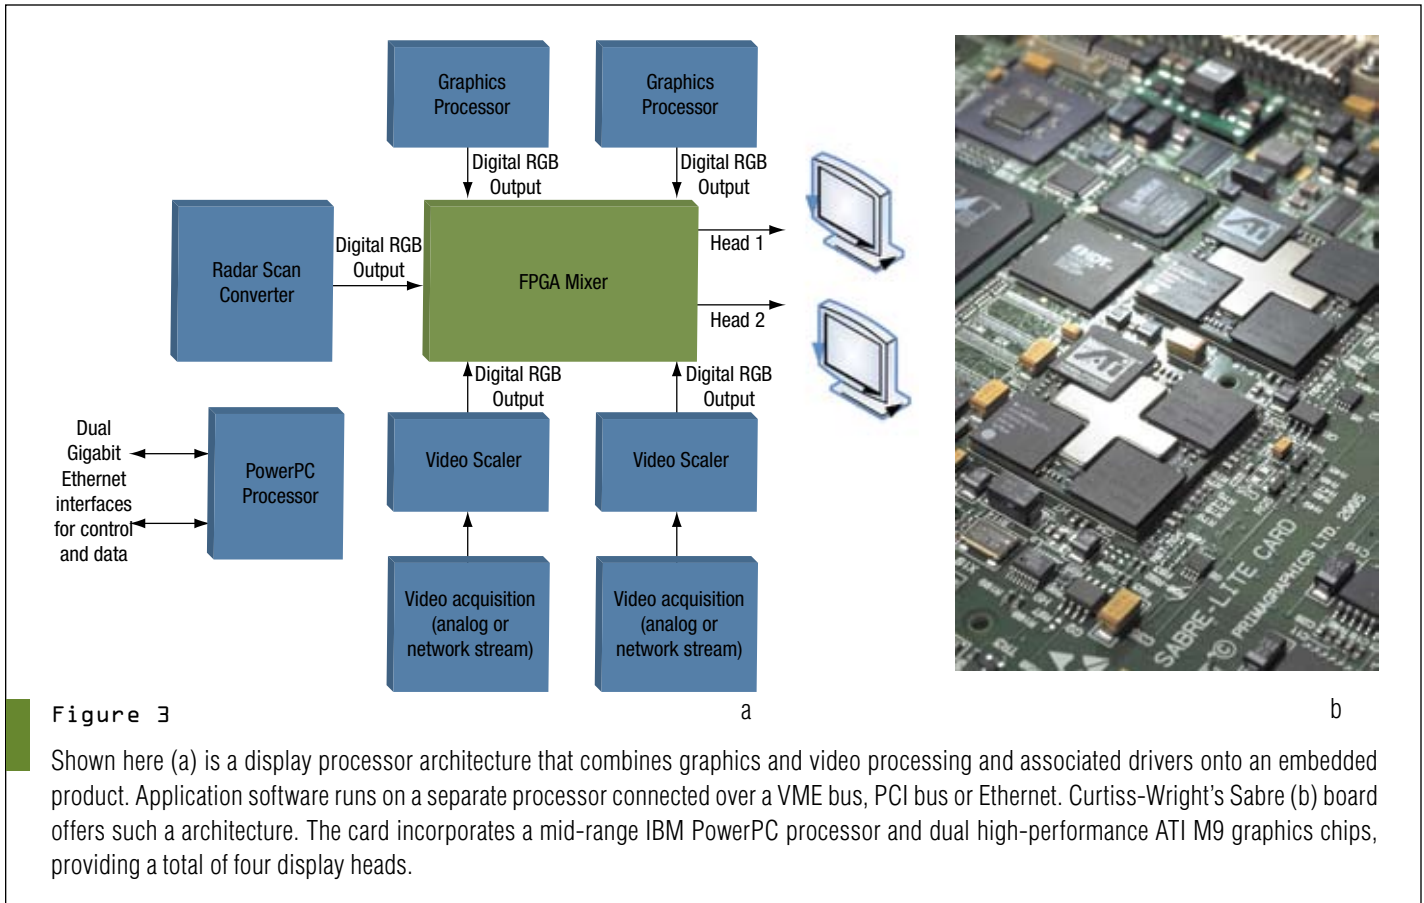 Graphics
Processor
Graphics
Processor
Digital RGB
Output
Digital RGB
Output
Radar Scan
Converter
Digital RGB
Output
FPGA Mixer
Head 1
Head 2
Digital RGB
Output
Digital RGB
Output
Dual
Gigabit
Ethernet
interfaces
for control
and data
PowerPC
Processor
Video Scaler
Video Scaler
Video acquisition
(analog or
network stream)
Video acquisition
(analog or
network stream)
ATI
ATI
SABRE-LITE CARD
© PRIMAGRAPHICS LTD. 2005
a
b
Figure 3
Shown here (a) is a display processor architecture that combines graphics and video processing and associated drivers onto an embedded
product. Application software runs on a separate processor connected over a VME bus, PCI bus or Ethernet. Curtiss-Wright's Sabre (b) board
offers such a architecture. The card incorporates a mid-range IBM PowerPC processor and dual high-performance ATI M9 graphics chips,
providing a total of four display heads.